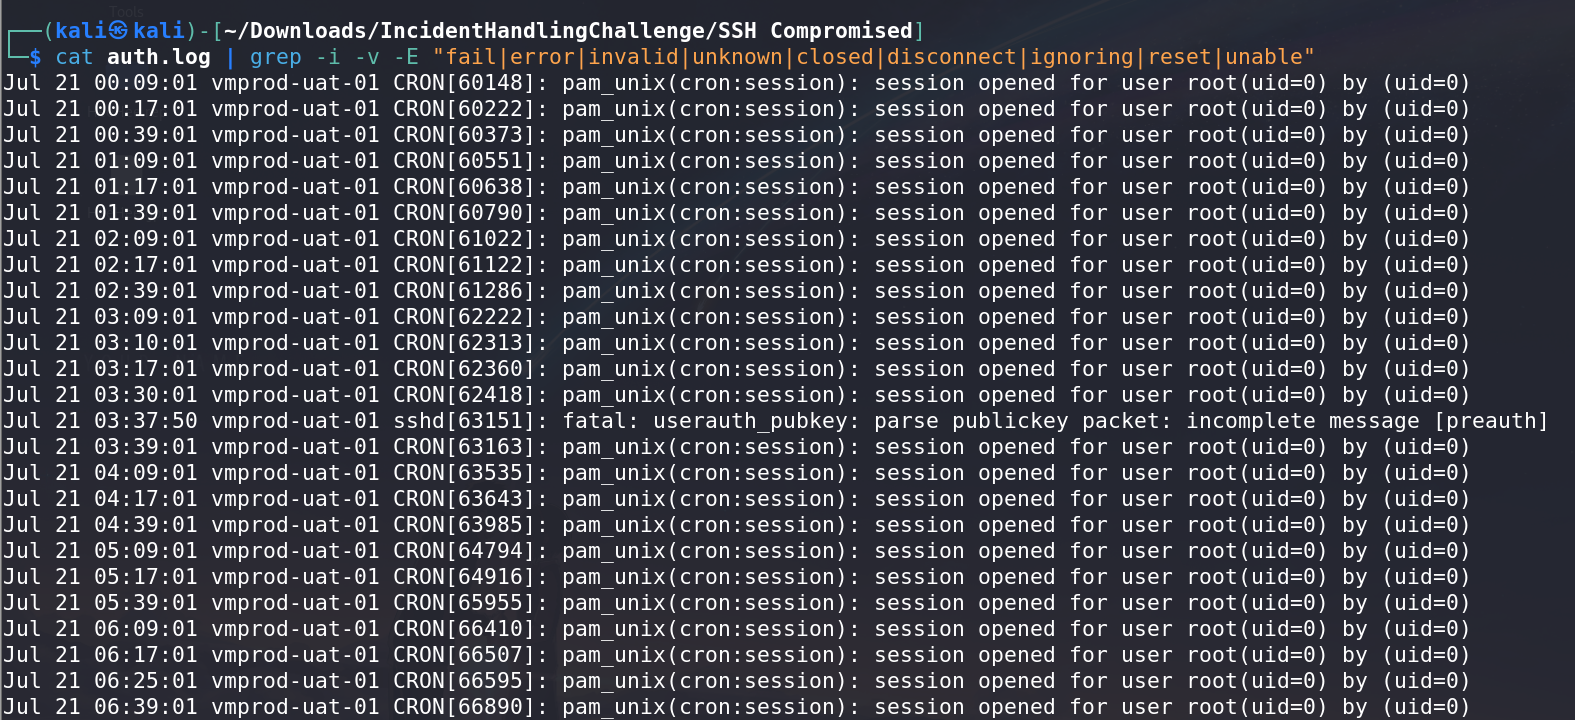 Tools
┌──(kali㉿kali)-[~/Downloads/IncidentHandlingChallenge/SSH Compromised]
└─$ cat auth.log | grep -i -v -E "fail|error|invalid|unknown|closed|disconnect|ignoring|reset|unable"
Jul 21 00:09:01 vmprod-uat-01 CRON[60148]: pam_unix(cron:session): session opened for user root(uid=0) by (uid=0)
Jul 21 00:17:01 vmprod-uat-01 CRON[60222]: pam_unix(cron:session): session opened for user root(uid=0) by (uid=0)
Jul 21 00:39:01 vmprod-uat-01 CRON[60373]: pam_unix(cron:session): session opened for user root(uid=0) by (uid=0)
Jul 21 01:09:01 vmprod-uat-01 CRON[60551]: pam_unix(cron:session): session opened for user root(uid=0) by (uid=0)
Jul 21 01:17:01 vmprod-uat-01 CRON[60638]: pam_unix(cron:session): session opened for user root(uid=0) by (uid=0)
Jul 21 01:39:01 vmprod-uat-01 CRON[60790]: pam_unix(cron:session): session opened for user root(uid=0) by (uid=0)
Jul 21 02:09:01 vmprod-uat-01 CRON[61022]: pam_unix(cron:session): session opened for user root(uid=0) by (uid=0)
Jul 21 02:17:01 vmprod-uat-01 CRON[61122]: pam_unix(cron:session): session opened for user root(uid=0) by (uid=0)
Jul 21 02:39:01 vmprod-uat-01 CRON[61286]: pam_unix(cron:session): session opened for user root(uid=0) by (uid=0)
Jul 21 03:09:01 vmprod-uat-01 CRON[62222]: pam_unix(cron:session): session opened for user root(uid=0) by (uid=0)
Jul 21 03:10:01 vmprod-uat-01 CRON[62313]: pam_unix(cron:session): session opened for user root(uid=0) by (uid=0)
Jul 21 03:17:01 vmprod-uat-01 CRON[62360]: pam_unix(cron:session): session opened for user root(uid=0) by (uid=0)
Jul 21 03:30:01 vmprod-uat-01 CRON[62418]: pam_unix(cron:session): session opened for user root(uid=0) by (uid=0)
Jul 21 03:37:50 vmprod-uat-01 sshd[63151]: fatal: userauth_pubkey: parse publickey packet: incomplete message [preauth]
Jul 21 03:39:01 vmprod-uat-01 CRON[63163]: pam_unix(cron:session): session opened for user root(uid=0) by (uid=0)
Jul 21 04:09:01 vmprod-uat-01 CRON[63535]: pam_unix(cron:session): session opened for user root(uid=0) by (uid=0)
Jul 21 04:17:01 vmprod-uat-01 CRON[63643]: pam_unix(cron:session): session opened for user root(uid=0) by (uid=0)
Jul 21 04:39:01 vmprod-uat-01 CRON[63985]: pam_unix(cron:session): session opened for user root(uid=0) by (uid=0)
Jul 21 05:09:01 vmprod-uat-01 CRON[64794]: pam_unix(cron:session): session opened for user root(uid=0) by (uid=0)
Jul 21 05:17:01 vmprod-uat-01 CRON[64916]: pam_unix(cron:session): session opened for user root(uid=0) by (uid=0)
Jul 21 05:39:01 vmprod-uat-01 CRON[65955]: pam_unix(cron:session): session opened for user root(uid=0) by (uid=0)
Jul 21 06:09:01 vmprod-uat-01 CRON[66410]: pam_unix(cron:session): session opened for user root(uid=0) by (uid=0)
Jul 21 06:17:01 vmprod-uat-01 CRON[66507]: pam_unix(cron:session): session opened for user root(uid=0) by (uid=0)
Jul 21 06:25:01 vmprod-uat-01 CRON[66595]: pam_unix(cron:session): session opened for user root(uid=0) by (uid=0)
Jul 21 06:39:01 vmprod-uat-01 CRON[66890]: pam_unix(cron:session): session opened for user root(uid=0) by (uid=0)